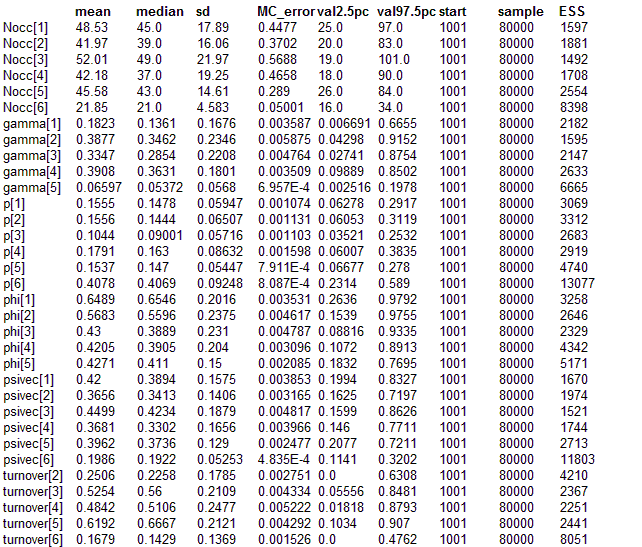 mean median sd MC_error val2.5pc val97.5pc start sample ESS
Nocc[1] 48.53 45.0 17.89 0.4477 25.0 97.0 1001 80000 1597
Nocc[2] 41.97 39.0 16.06 0.3702 20.0 83.0 1001 80000 1881
Nocc[3] 52.01 49.0 21.97 0.5688 19.0 101.0 1001 80000 1492
Nocc[4] 42.18 37.0 19.25 0.4658 18.0 90.0 1001 80000 1708
Nocc[5] 45.58 43.0 14.61 0.289 26.0 84.0 1001 80000 2554
Nocc[6] 21.85 21.0 4.583 0.05001 16.0 34.0 1001 80000 8398
gamma[1] 0.1823 0.1361 0.1676 0.003587 0.006691 0.6655 1001 80000 2182
gamma[2] 0.3877 0.3462 0.2346 0.005875 0.04298 0.9152 1001 80000 1595
gamma[3] 0.3347 0.2854 0.2208 0.004764 0.02741 0.8754 1001 80000 2147
gamma[4] 0.3908 0.3631 0.1801 0.003509 0.09889 0.8502 1001 80000 2633
gamma[5] 0.06597 0.05372 0.0568 6.957E-4 0.002516 0.1978 1001 80000 6665
p[1] 0.1555 0.1478 0.05947 0.001074 0.06278 0.2917 1001 80000 3069
p[2] 0.1556 0.1444 0.06507 0.001131 0.06053 0.3119 1001 80000 3312
p[3] 0.1044 0.09001 0.05716 0.001103 0.03521 0.2532 1001 80000 2683
p[4] 0.1791 0.163 0.08632 0.001598 0.06007 0.3835 1001 80000 2919
p[5] 0.1537 0.147 0.05447 7.911E-4 0.06677 0.278 1001 80000 4740
p[6] 0.4078 0.4069 0.09248 8.087E-4 0.2314 0.589 1001 80000 13077
phi[1] 0.6489 0.6546 0.2016 0.003531 0.2636 0.9792 1001 80000 3258
phi[2] 0.5683 0.5596 0.2375 0.004617 0.1539 0.9755 1001 80000 2646
phi[3] 0.43 0.3889 0.231 0.004787 0.08816 0.9335 1001 80000 2329
phi[4] 0.4205 0.3905 0.204 0.003096 0.1072 0.8913 1001 80000 4342
phi[5] 0.4271 0.411 0.15 0.002085 0.1832 0.7695 1001 80000 5171
psivec[1] 0.42 0.3894 0.1575 0.003853 0.1994 0.8327 1001 80000 1670
psivec[2] 0.3656 0.3413 0.1406 0.003165 0.1625 0.7197 1001 80000 1974
psivec[3] 0.4499 0.4234 0.1879 0.004817 0.1599 0.8626 1001 80000 1521
psivec[4] 0.3681 0.3302 0.1656 0.003966 0.146 0.7711 1001 80000 1744
psivec[5] 0.3962 0.3736 0.129 0.002477 0.2077 0.7211 1001 80000 2713
psivec[6] 0.1986 0.1922 0.05253 4.835E-4 0.1141 0.3202 1001 80000 11803
turnover[2] 0.2506 0.2258 0.1785 0.002751 0.0 0.6308 1001 80000 4210
turnover[3] 0.5254 0.56 0.2109 0.004334 0.05556 0.8481 1001 80000 2367
turnover[4] 0.4842 0.5106 0.2477 0.005222 0.01818 0.8793 1001 80000 2251
turnover[5] 0.6192 0.6667 0.2121 0.004292 0.1034 0.907 1001 80000 2441
turnover[6] 0.1679 0.1429 0.1369 0.001526 0.0 0.4762 1001 80000 8051